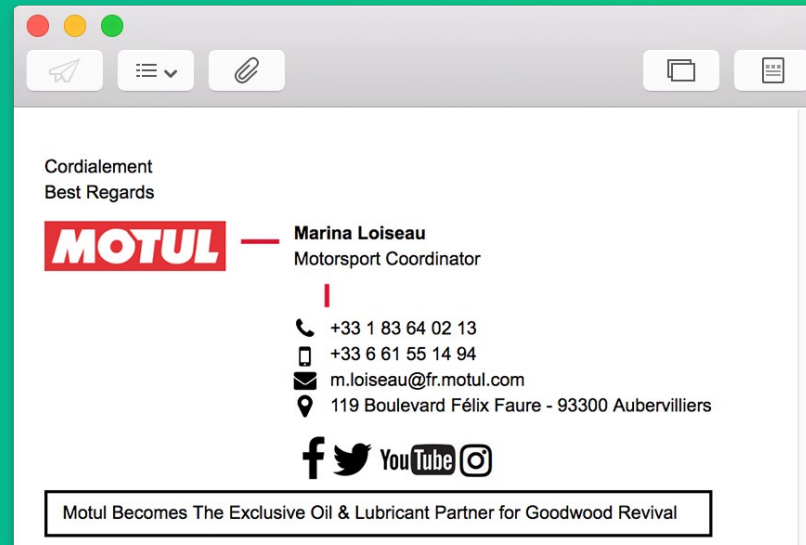 Cordialement
Best Regards
MOTUL
Marina Loiseau
Motorsport Coordinator
+33 1 83 64 02 13
+33 6 61 55 14 94
m.loiseau@fr.motul.com
119 Boulevard Félix Faure - 93300 Aubervilliers
YouTube
Motul Becomes The Exclusive Oil & Lubricant Partner for Goodwood Revival